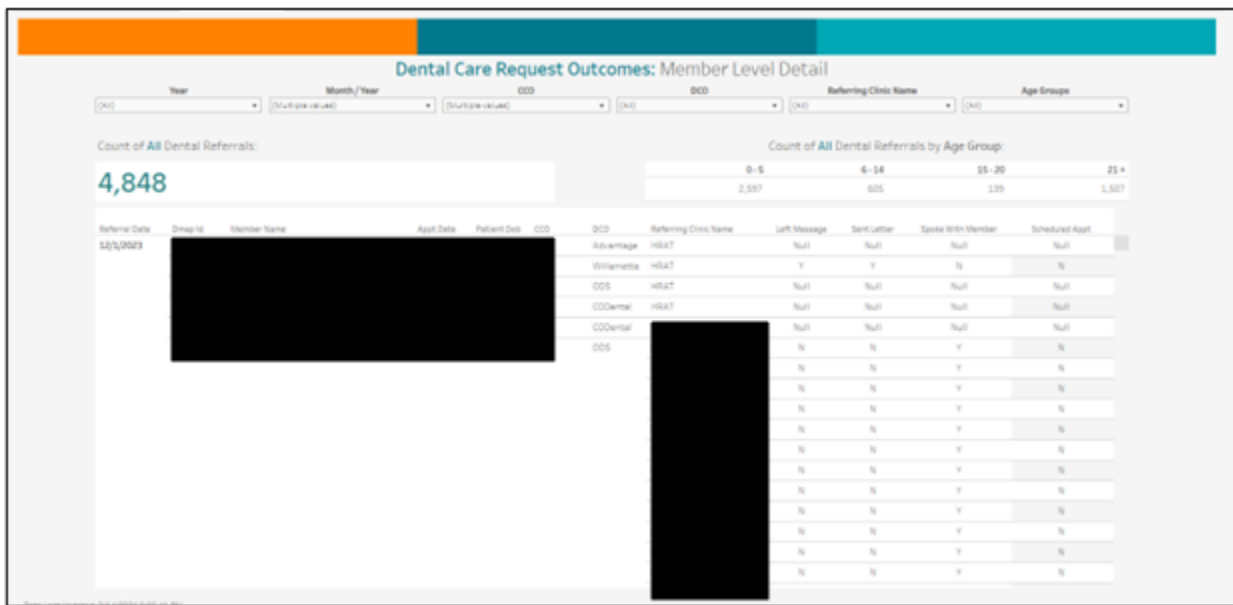 Dental Care Request Outcomes: Member Level Detail
Year Month/Year CCO DCO Referring Clinic Name Age Groups
(All) (Multiple values) (Multiple values) (All) (All) (All)
Count of All Dental Referrals: Count of All Dental Referrals by Age Group:
0-5 6-14 15-20 21+
4,848 2,597 605 139 1,507
Referral Date Dmap Id Member Name Appt Date Patient Dob CCO DCO Referring Clinic Name Left Message Sent Letter Spoke With Member Scheduled Appt
12/1/2023 Advantage HRAT Null Null Null Null
Willamette HRAT Y Y N N
ODS HRAT Null Null Null Null
CODental HRAT Null Null Null Null
CODental Null Null Null Null
ODS N N Y N
N N Y N
N N Y N
N N Y N
N N Y N
N N Y N
N N Y N
N N Y N
N N Y N
N N Y N
N N Y N
N N Y N